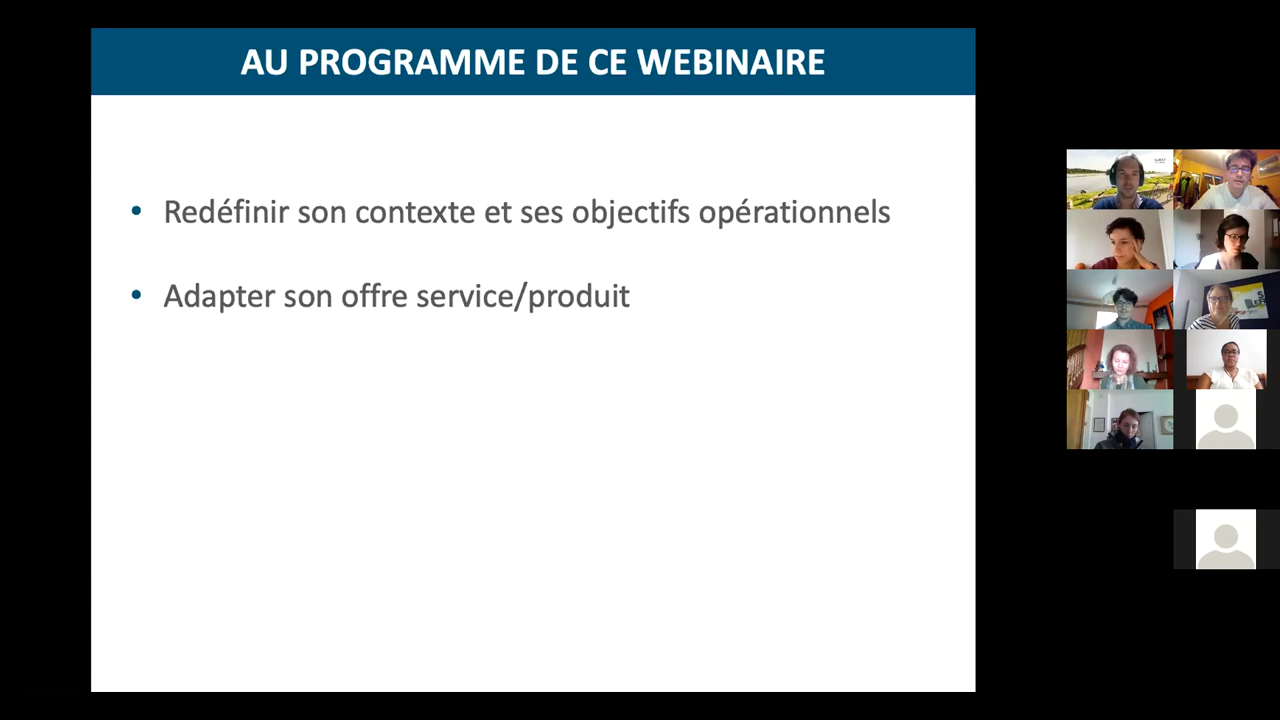 AU PROGRAMME DE CE WEBINAIRE
• Redéfinir son contexte et ses objectifs opérationnels
• Adapter son offre service/produit